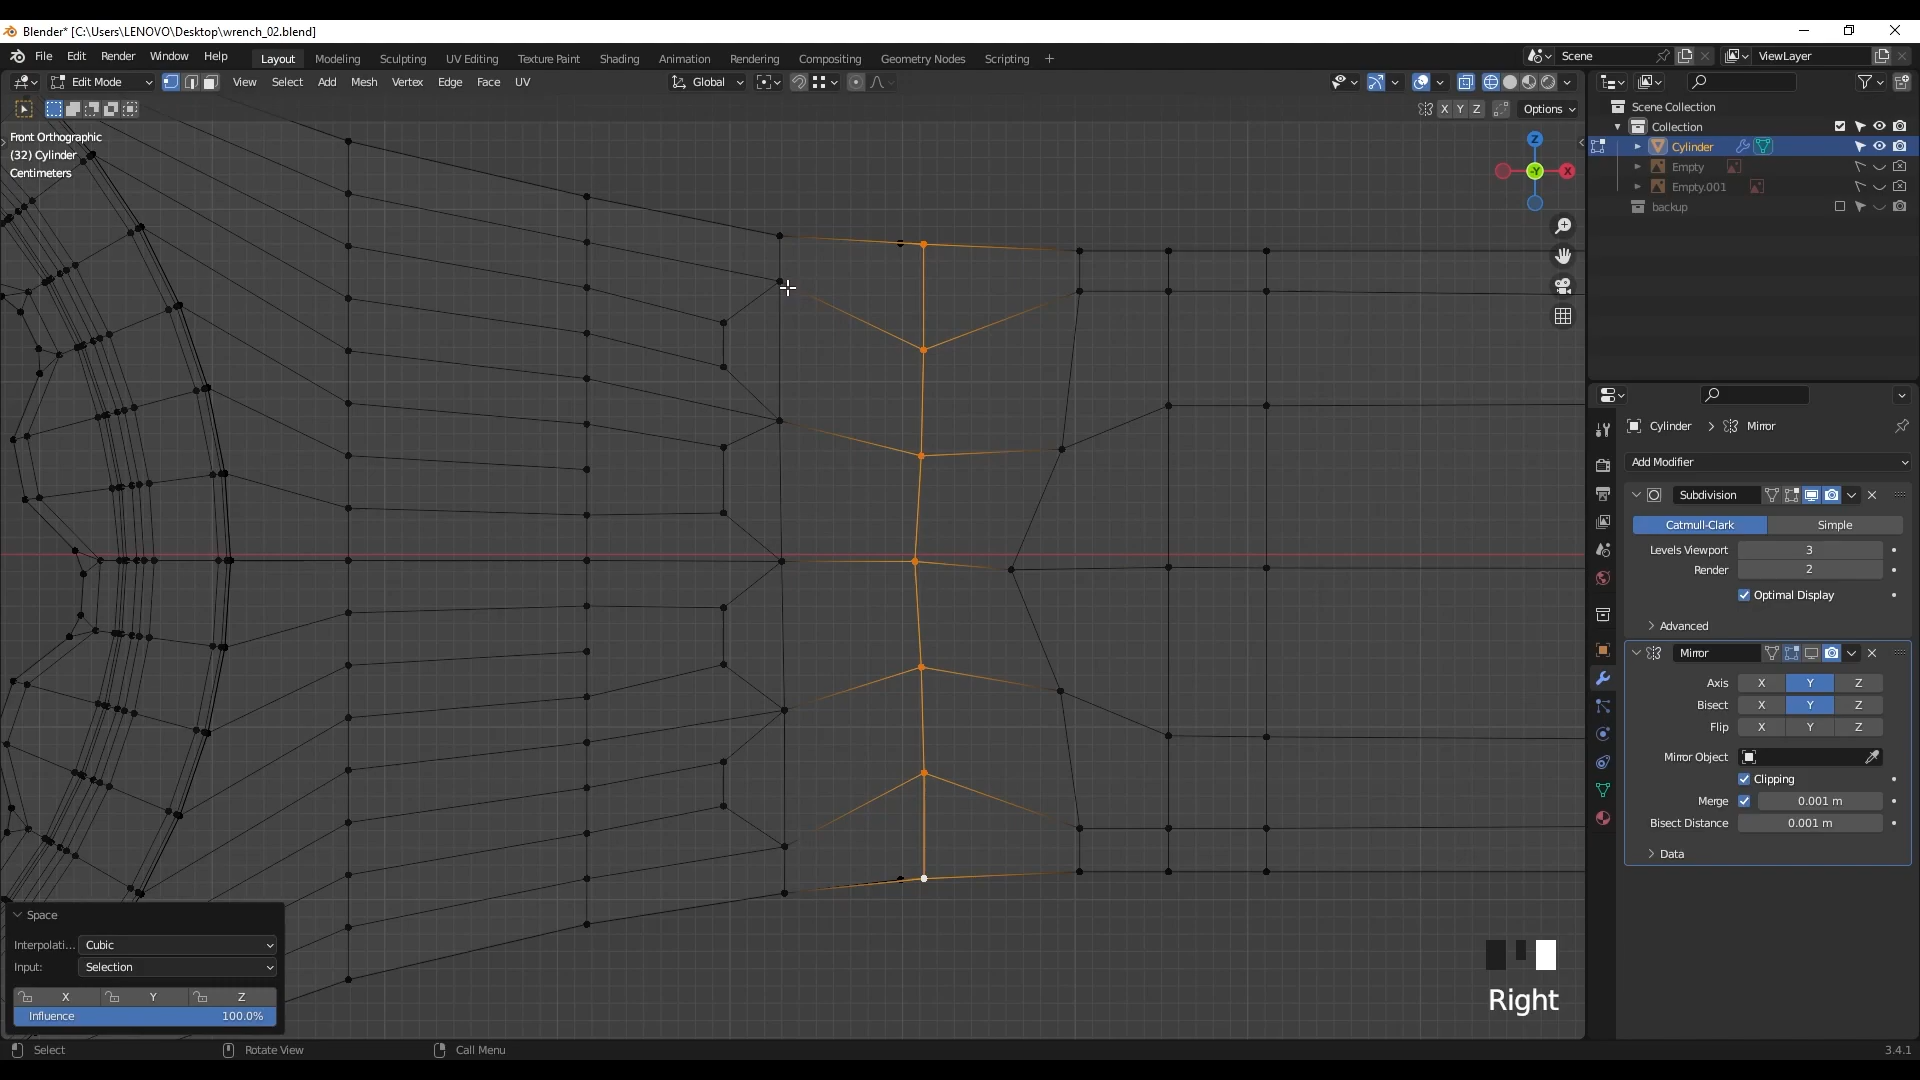 Blender* [C:\Users\LENOVO\Desktop\wrench_02.blend]
File Edit Render Window Help Layout Modeling Sculpting UV Editing Texture Paint Shading Animation Rendering Compositing Geometry Nodes Scripting + Scene ViewLayer
Edit Mode View Select Add Mesh Vertex Edge Face UV Global
X Y Z Options
Front Orthographic
(32) Cylinder
Centimeters
Z
-Y X
Scene Collection
Collection
Cylinder
Empty
Empty.001
backup
Cylinder > Mirror
Add Modifier
Subdivision
Catmull-Clark Simple
Levels Viewport 3
Render 2
Optimal Display
Advanced
Mirror
Axis X Y Z
Bisect X Y Z
Flip X Y Z
Mirror Object
Clipping
Merge 0.001 m
Bisect Distance 0.001 m
Data
Space
Interpolati... Cubic
Input: Selection
X Y Z
Influence 100.0%
Right
Select Rotate View Call Menu 3.4.1